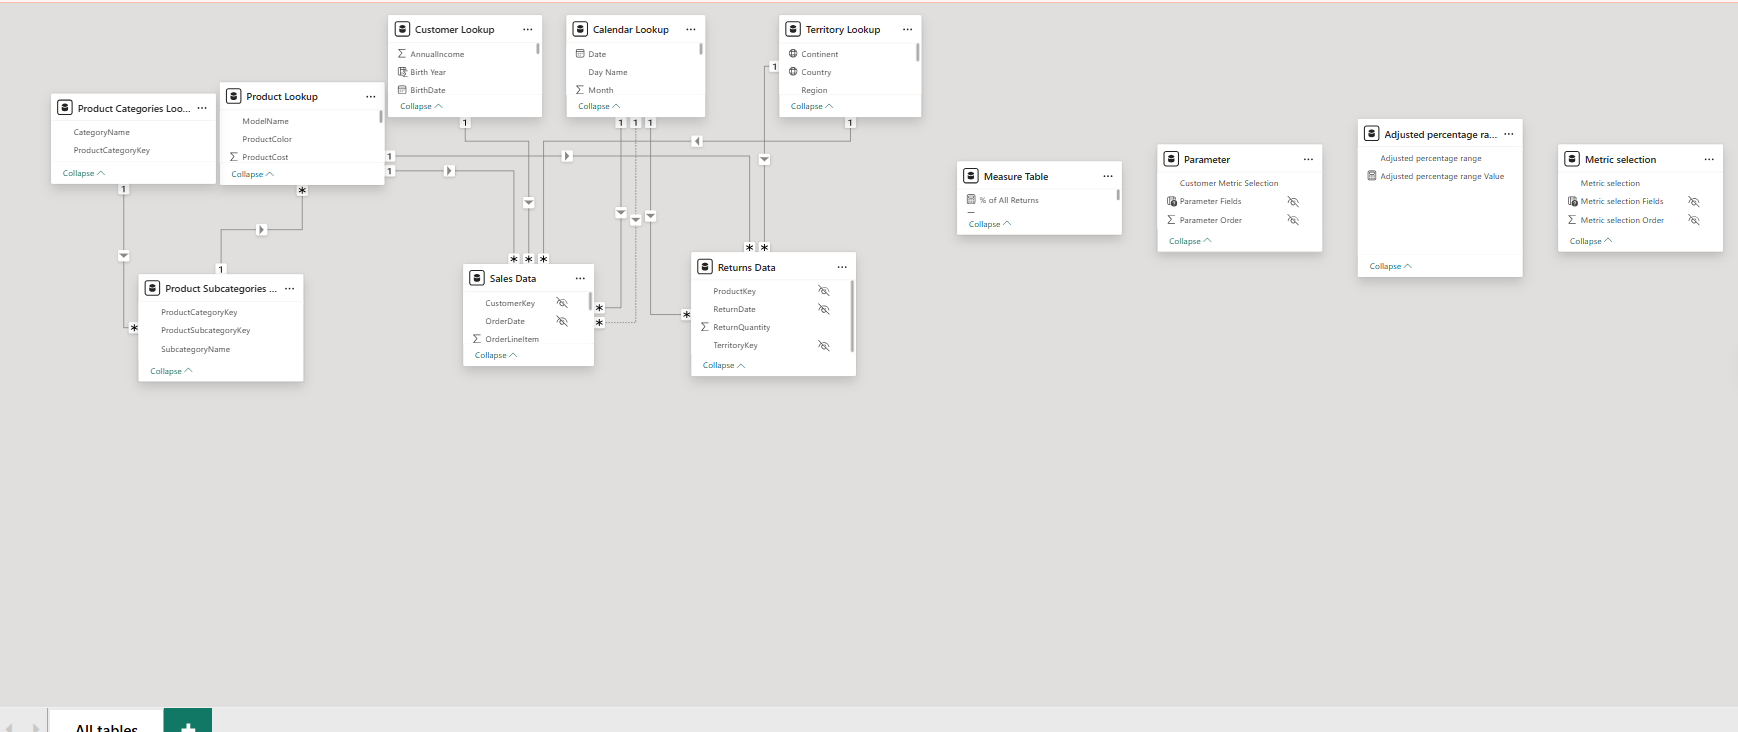 Customer Lookup
AnnualIncome
Birth Year
BirthDate
Collapse
Calendar Lookup
Date
Day Name
Month
Collapse
Territory Lookup
Continent
Country
Region
Collapse
Product Categories Loo...
CategoryName
ProductCategoryKey
Collapse
Product Lookup
ModelName
ProductColor
ProductCost
Collapse
Adjusted percentage ra...
Adjusted percentage range
Adjusted percentage range Value
Collapse
Parameter
Customer Metric Selection
Parameter Fields
Parameter Order
Collapse
Metric selection
Metric selection
Metric selection Fields
Metric selection Order
Collapse
Measure Table
% of All Returns
Collapse
1
1
1
1
1
1
1
1
1
1
*
*
*
*
*
*
*
*
*
*
Product Subcategories ...
ProductCategoryKey
ProductSubcategoryKey
SubcategoryName
Collapse
Sales Data
CustomerKey
OrderDate
OrderLineItem
Collapse
Returns Data
ProductKey
ReturnDate
ReturnQuantity
TerritoryKey
Collapse
All tables